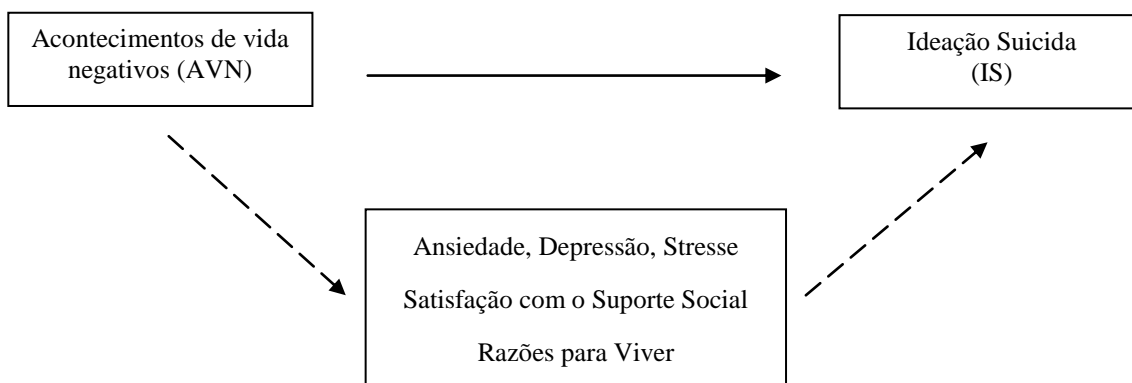 Acontecimentos de vida
negativos (AVN)
Ideação Suicida
(IS)
Ansiedade, Depressão, Stresse
Satisfação com o Suporte Social
Razões para Viver